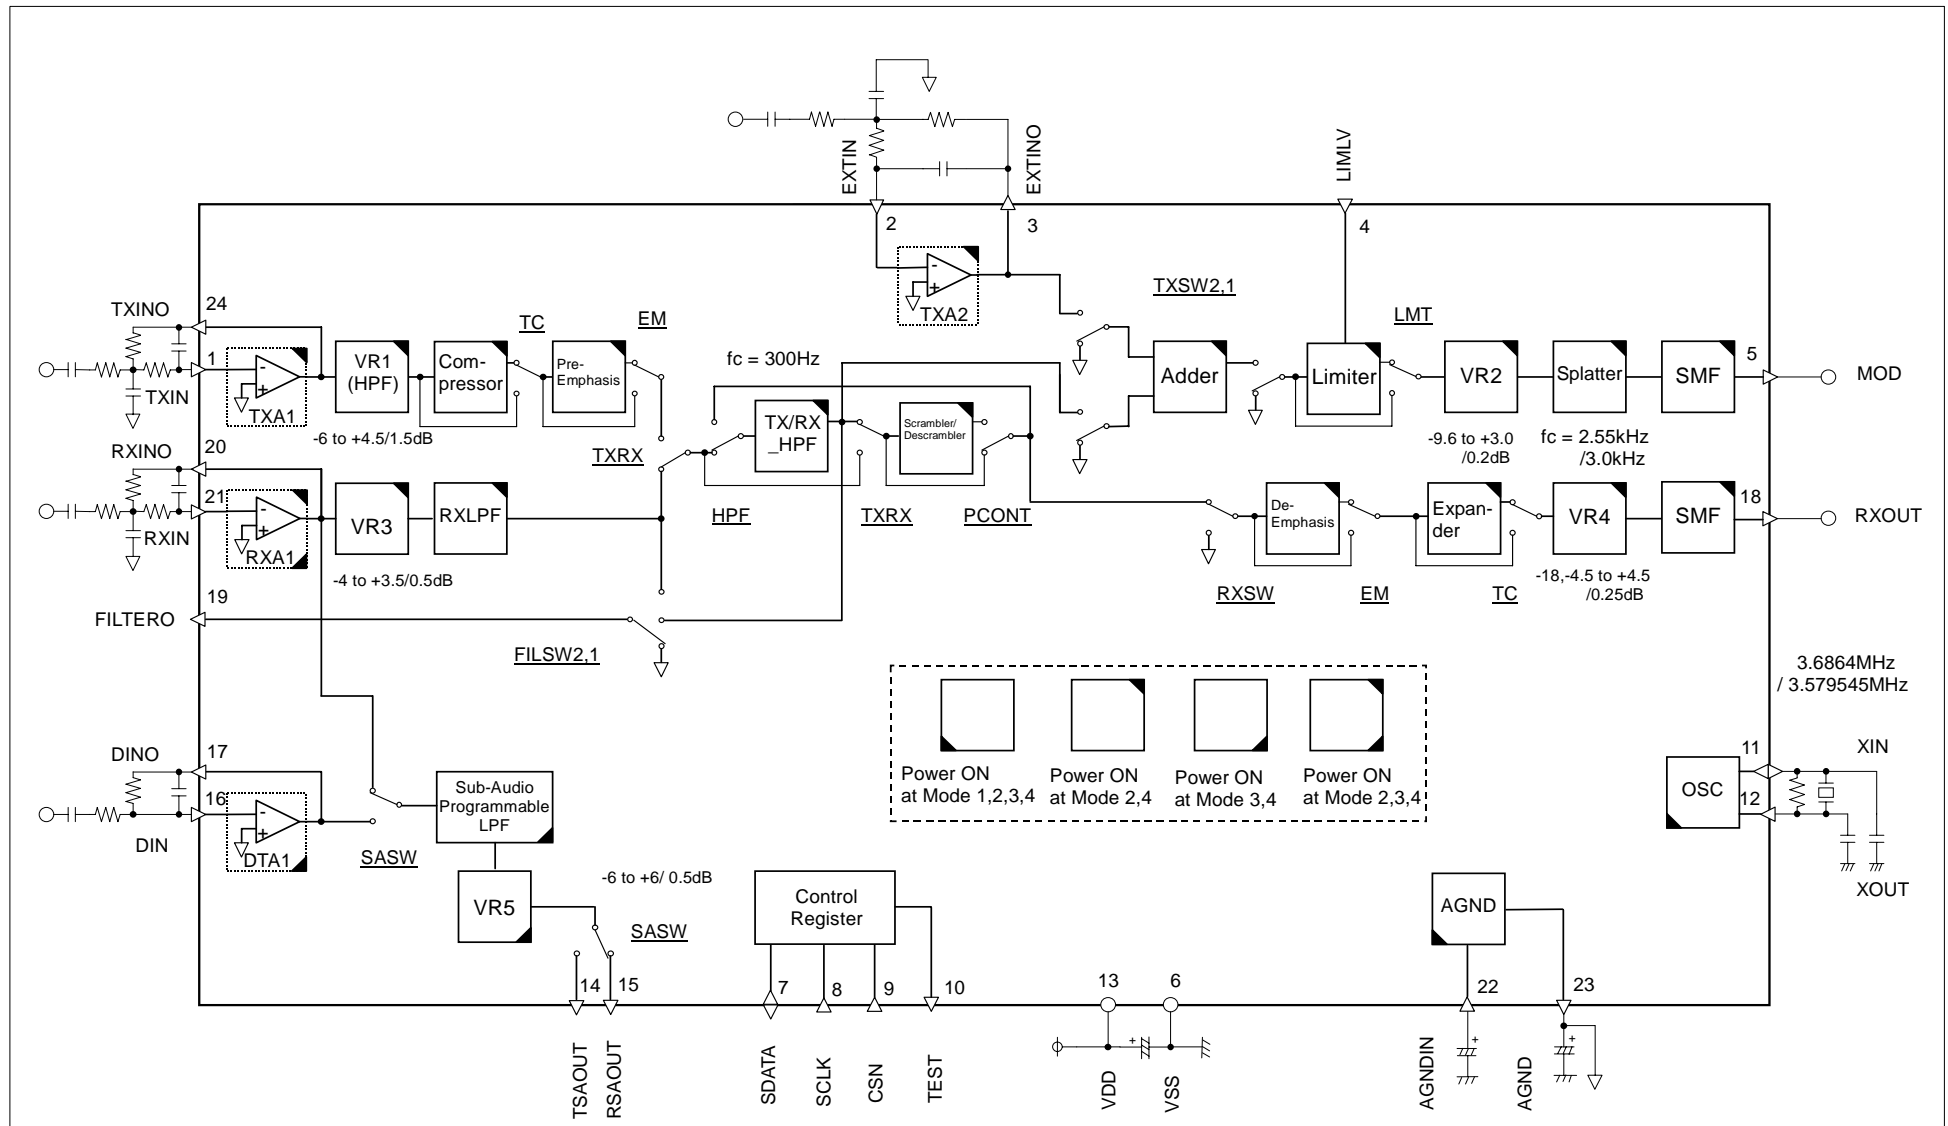 EXTIN
EXTINO
LIMLV
2
3
4
-
+
TXA2
TXSW2,1
LMT
TXINO
24
1
TXIN
-
+
TXA1
VR1
(HPF)
-6 to +4.5/1.5dB
Com-
pressor
TC
Pre-
Emphasis
EM
fc = 300Hz
TX/RX
_HPF
Scrambler/
Descrambler
Adder
Limiter
VR2
-9.6 to +3.0
/0.2dB
Splatter
fc = 2.55kHz
/3.0kHz
SMF
5
MOD
RXINO
20
21
RXIN
-
+
RXA1
VR3
-4 to +3.5/0.5dB
RXLPF
TXRX
HPF
TXRX
PCONT
De-
Emphasis
Expan-
der
VR4
-18,-4.5 to +4.5
/0.25dB
SMF
18
RXOUT
RXSW
EM
TC
19
FILTERO
FILSW2,1
3.6864MHz
/ 3.579545MHz
Power ON
at Mode 1,2,3,4
Power ON
at Mode 2,4
Power ON
at Mode 3,4
Power ON
at Mode 2,3,4
DINO
17
16
DIN
-
+
DTA1
SASW
Sub-Audio
Programmable
LPF
VR5
-6 to +6/ 0.5dB
SASW
Control
Register
OSC
11
12
XIN
XOUT
AGND
14
15
7
8
9
10
13
6
22
23
TSAOUT
RSAOUT
SDATA
SCLK
CSN
TEST
VDD
+
VSS
AGNDIN
+
AGND
+